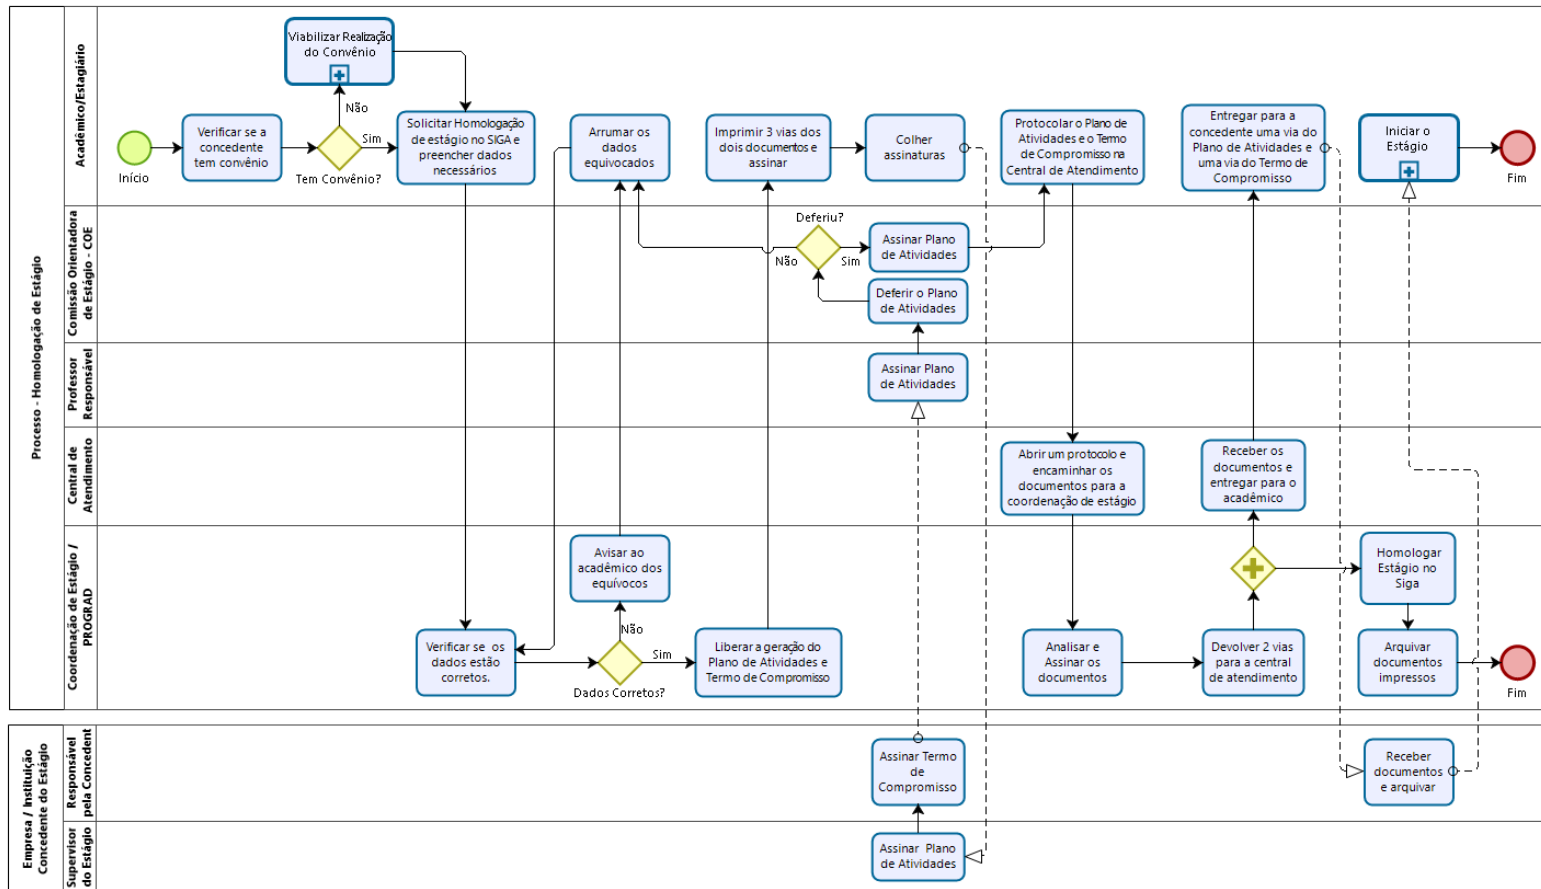 Processo - Homologação de Estágio
Acadêmico/Estagiário
Início
Verificar se a
concedente
tem convênio
Tem Convênio?
Não
Sim
Viabilizar Realização
do Convênio
Solicitar Homologação
de estágio no SIGA e
preencher dados
necessários
Arrumar os
dados
equivocados
Imprimir 3 vias dos
dois documentos e
assinar
Colher
assinaturas
Protocolar o Plano de
Atividades e o Termo
de Compromisso na
Central de Atendimento
Entregar para a
concedente uma via do
Plano de Atividades e
uma via do Termo de
Compromisso
Iniciar o
Estágio
Fim
Comissão Orientadora
de Estágio - COE
Deferiu?
Não
Sim
Assinar Plano
de Atividades
Deferir o Plano
de Atividades
Professor
Responsável
Assinar Plano
de Atividades
Central de
Atendimento
Abrir um protocolo e
encaminhar os
documentos para a
coordenação de estágio
Receber os
documentos e
entregar para o
acadêmico
Coordenação de Estágio /
PROGRAD
Avisar ao
acadêmico dos
equívocos
Não
Verificar se os
dados estão
corretos.
Dados Corretos?
Sim
Liberar a geração do
Plano de Atividades e
Termo de Compromisso
Analisar e
Assinar os
documentos
Devolver 2 vias
para a central
de atendimento
Homologar
Estágio no
Siga
Arquivar
documentos
impressos
Fim
Empresa / Instituição
Concedente do Estágio
Responsável
pela Concedent
Assinar Termo
de
Compromisso
Receber
documentos
e arquivar
Supervisor
do Estágio
Assinar Plano
de Atividades